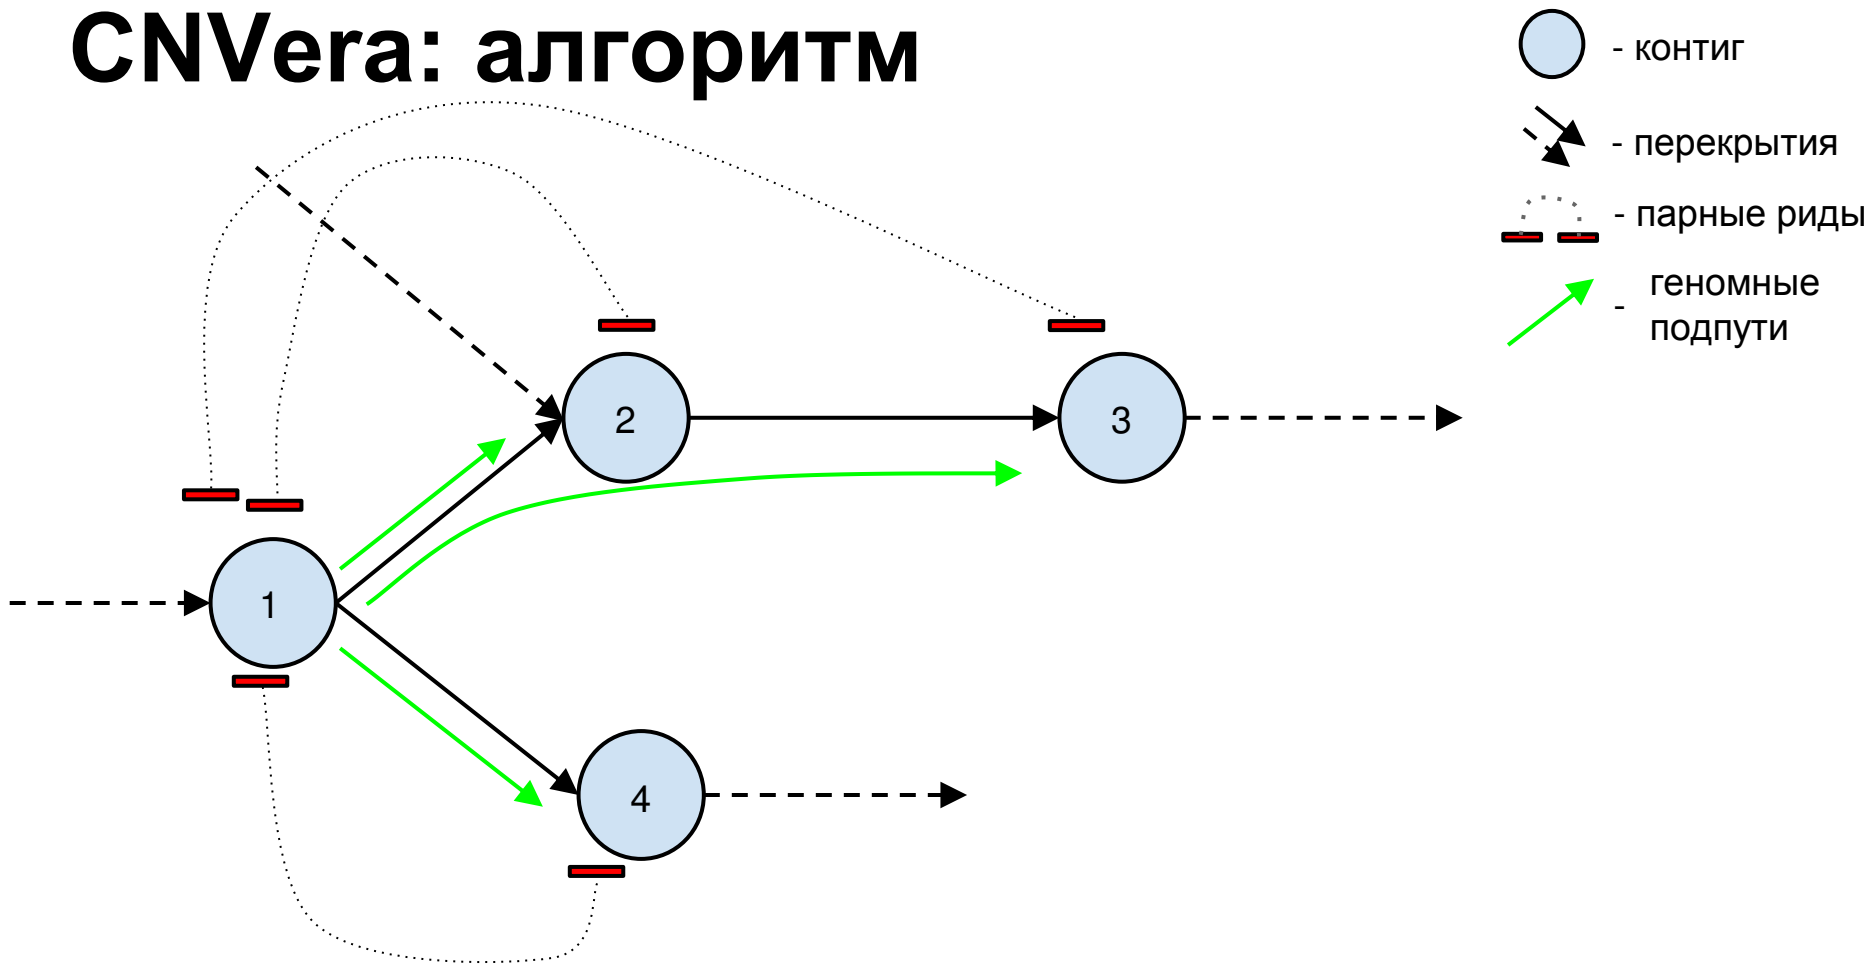 CNVera: алгоритм
- контиг
- перекрытия
- парные риды
- геномные
подпути
2
3
1
4